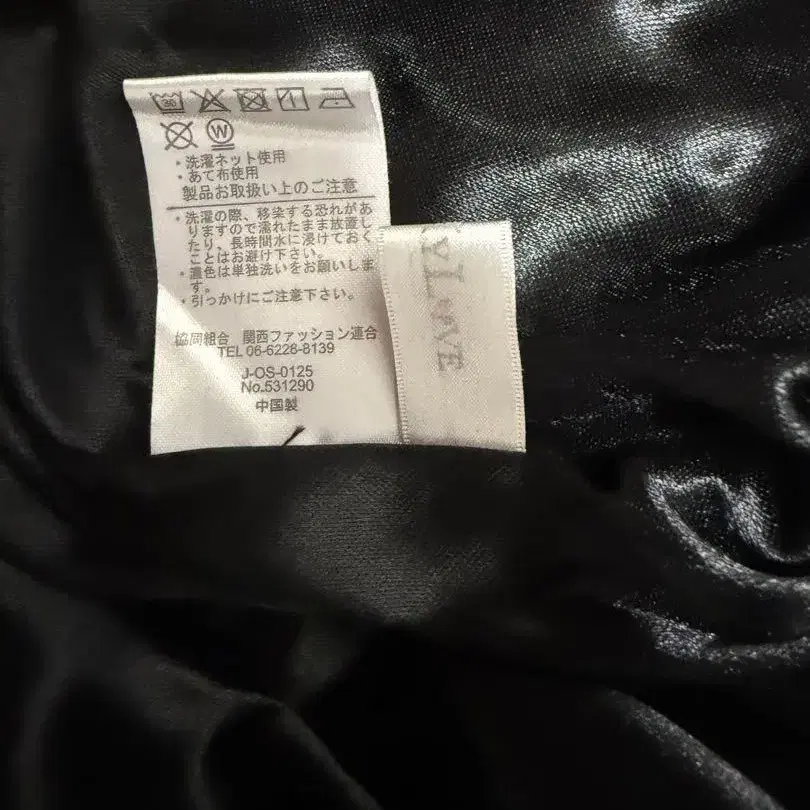 30
W
・洗濯ネット使用
・あて布使用
製品お取扱い上のご注意
・洗濯の際、移染する恐れがあ
りますので濡れたまま放置し
たり、長時間水に浸けておく
ことはお避け下さい。
・濃色は単独洗いをお願いしま
す。
・引っかけにご注意下さい。
協同組合 関西ファッション連合
TEL 06-6228-8139
J-OS-0125
No.531290
中国製